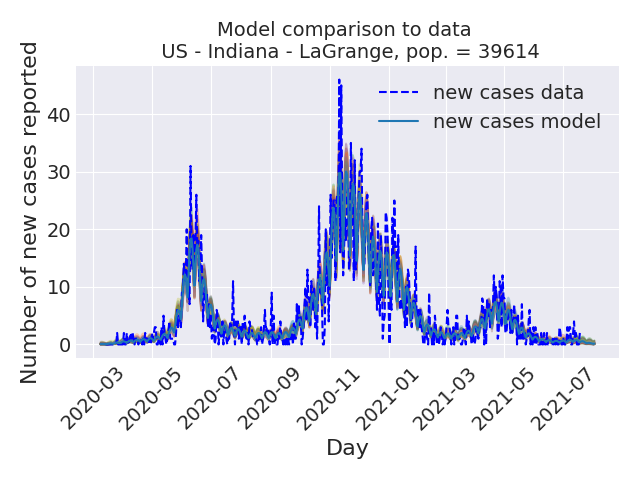 Model comparison to data
US - Indiana - LaGrange, pop. = 39614
Number of new cases reported
40
30
20
10
0
new cases data
new cases model
2020-03
2020-05
2020-07
2020-09
2020-11
2021-01
2021-03
2021-05
2021-07
Day